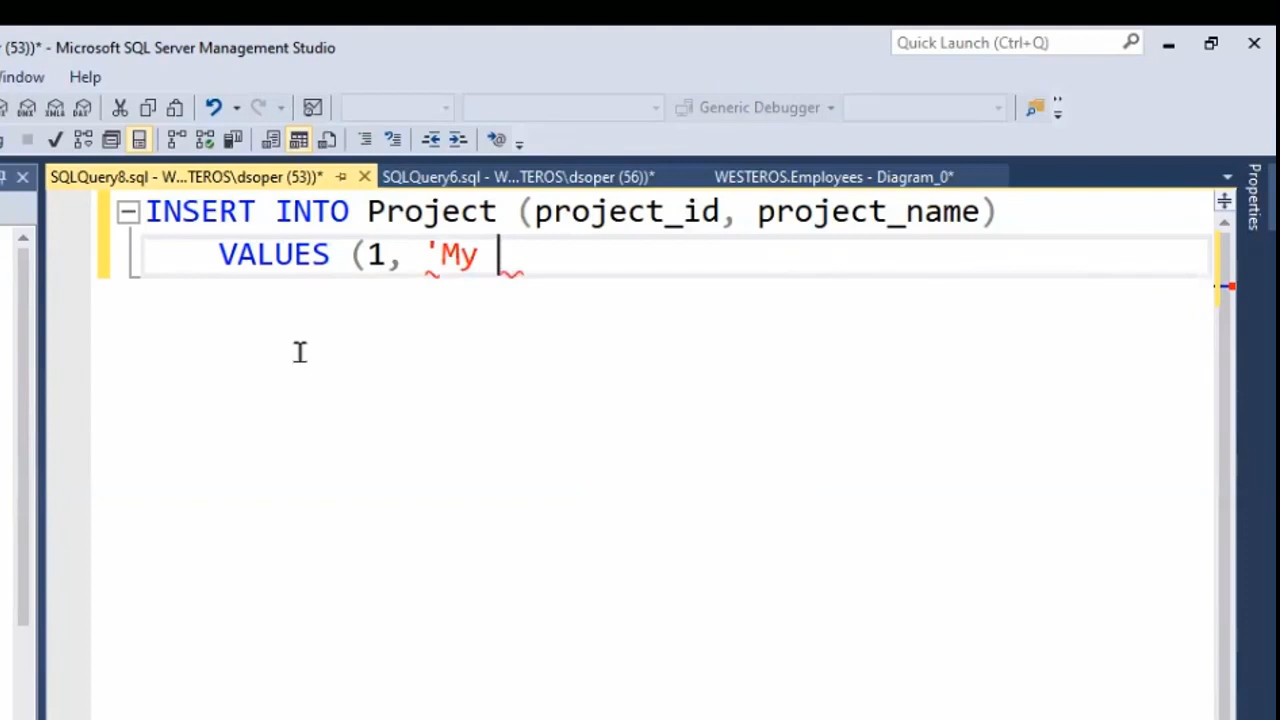 (53))* - Microsoft SQL Server Management Studio
Quick Launch (Ctrl+Q)
indow Help
Generic Debugger
SQLQuery8.sql - W...TEROS\dsoper (53))*
SQLQuery6.sql - W...TEROS\dsoper (56))*
WESTEROS.Employees - Diagram_0*
Properties
INSERT INTO Project (project_id, project_name)
VALUES (1, 'My